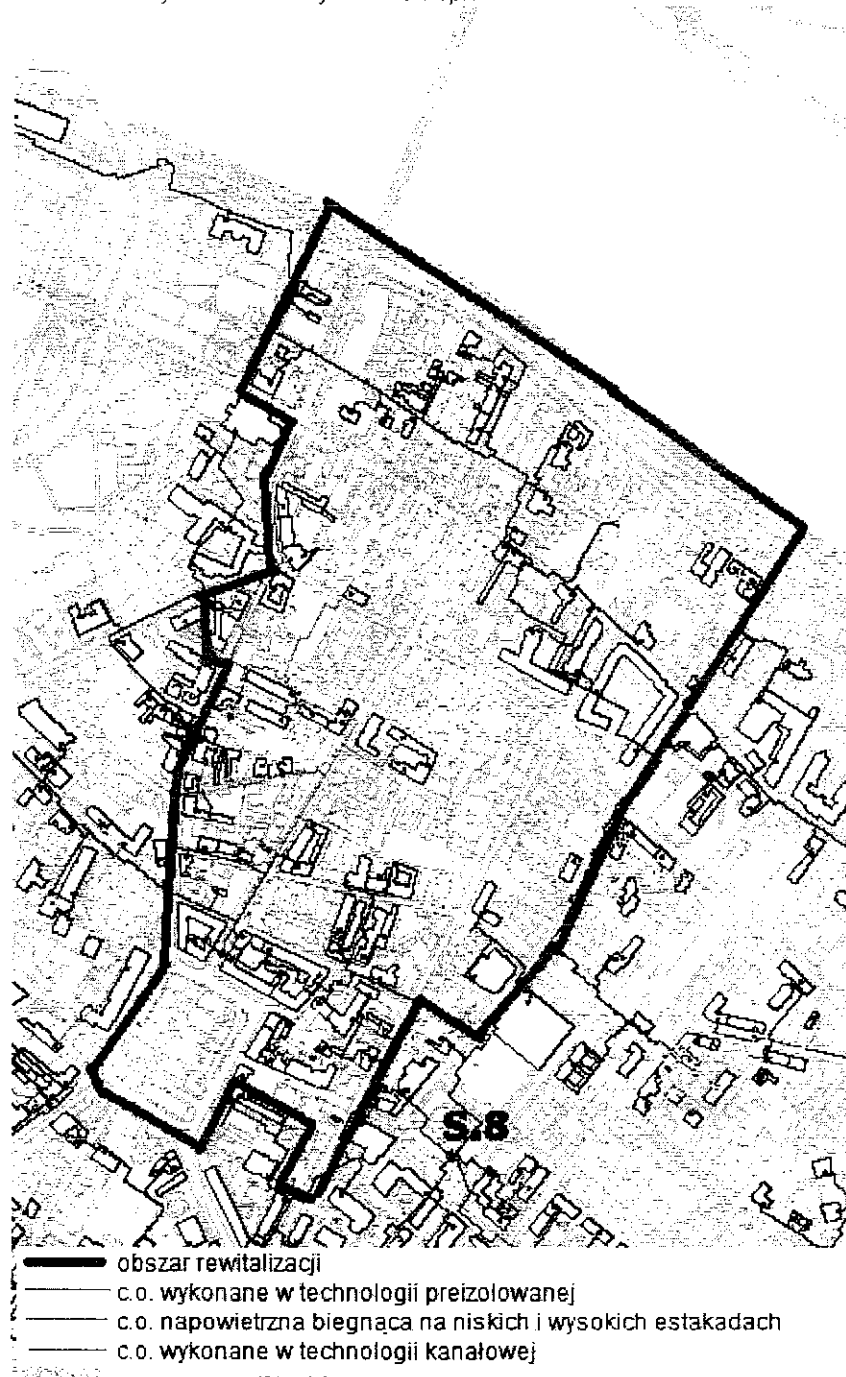 S.8
obszar rewitalizacji
c.o. wykonane w technologii preizolowanej
c.o. napowietrzna biegnąca na niskich i wysokich estakadach
c.o. wykonane w technologii kanałowej